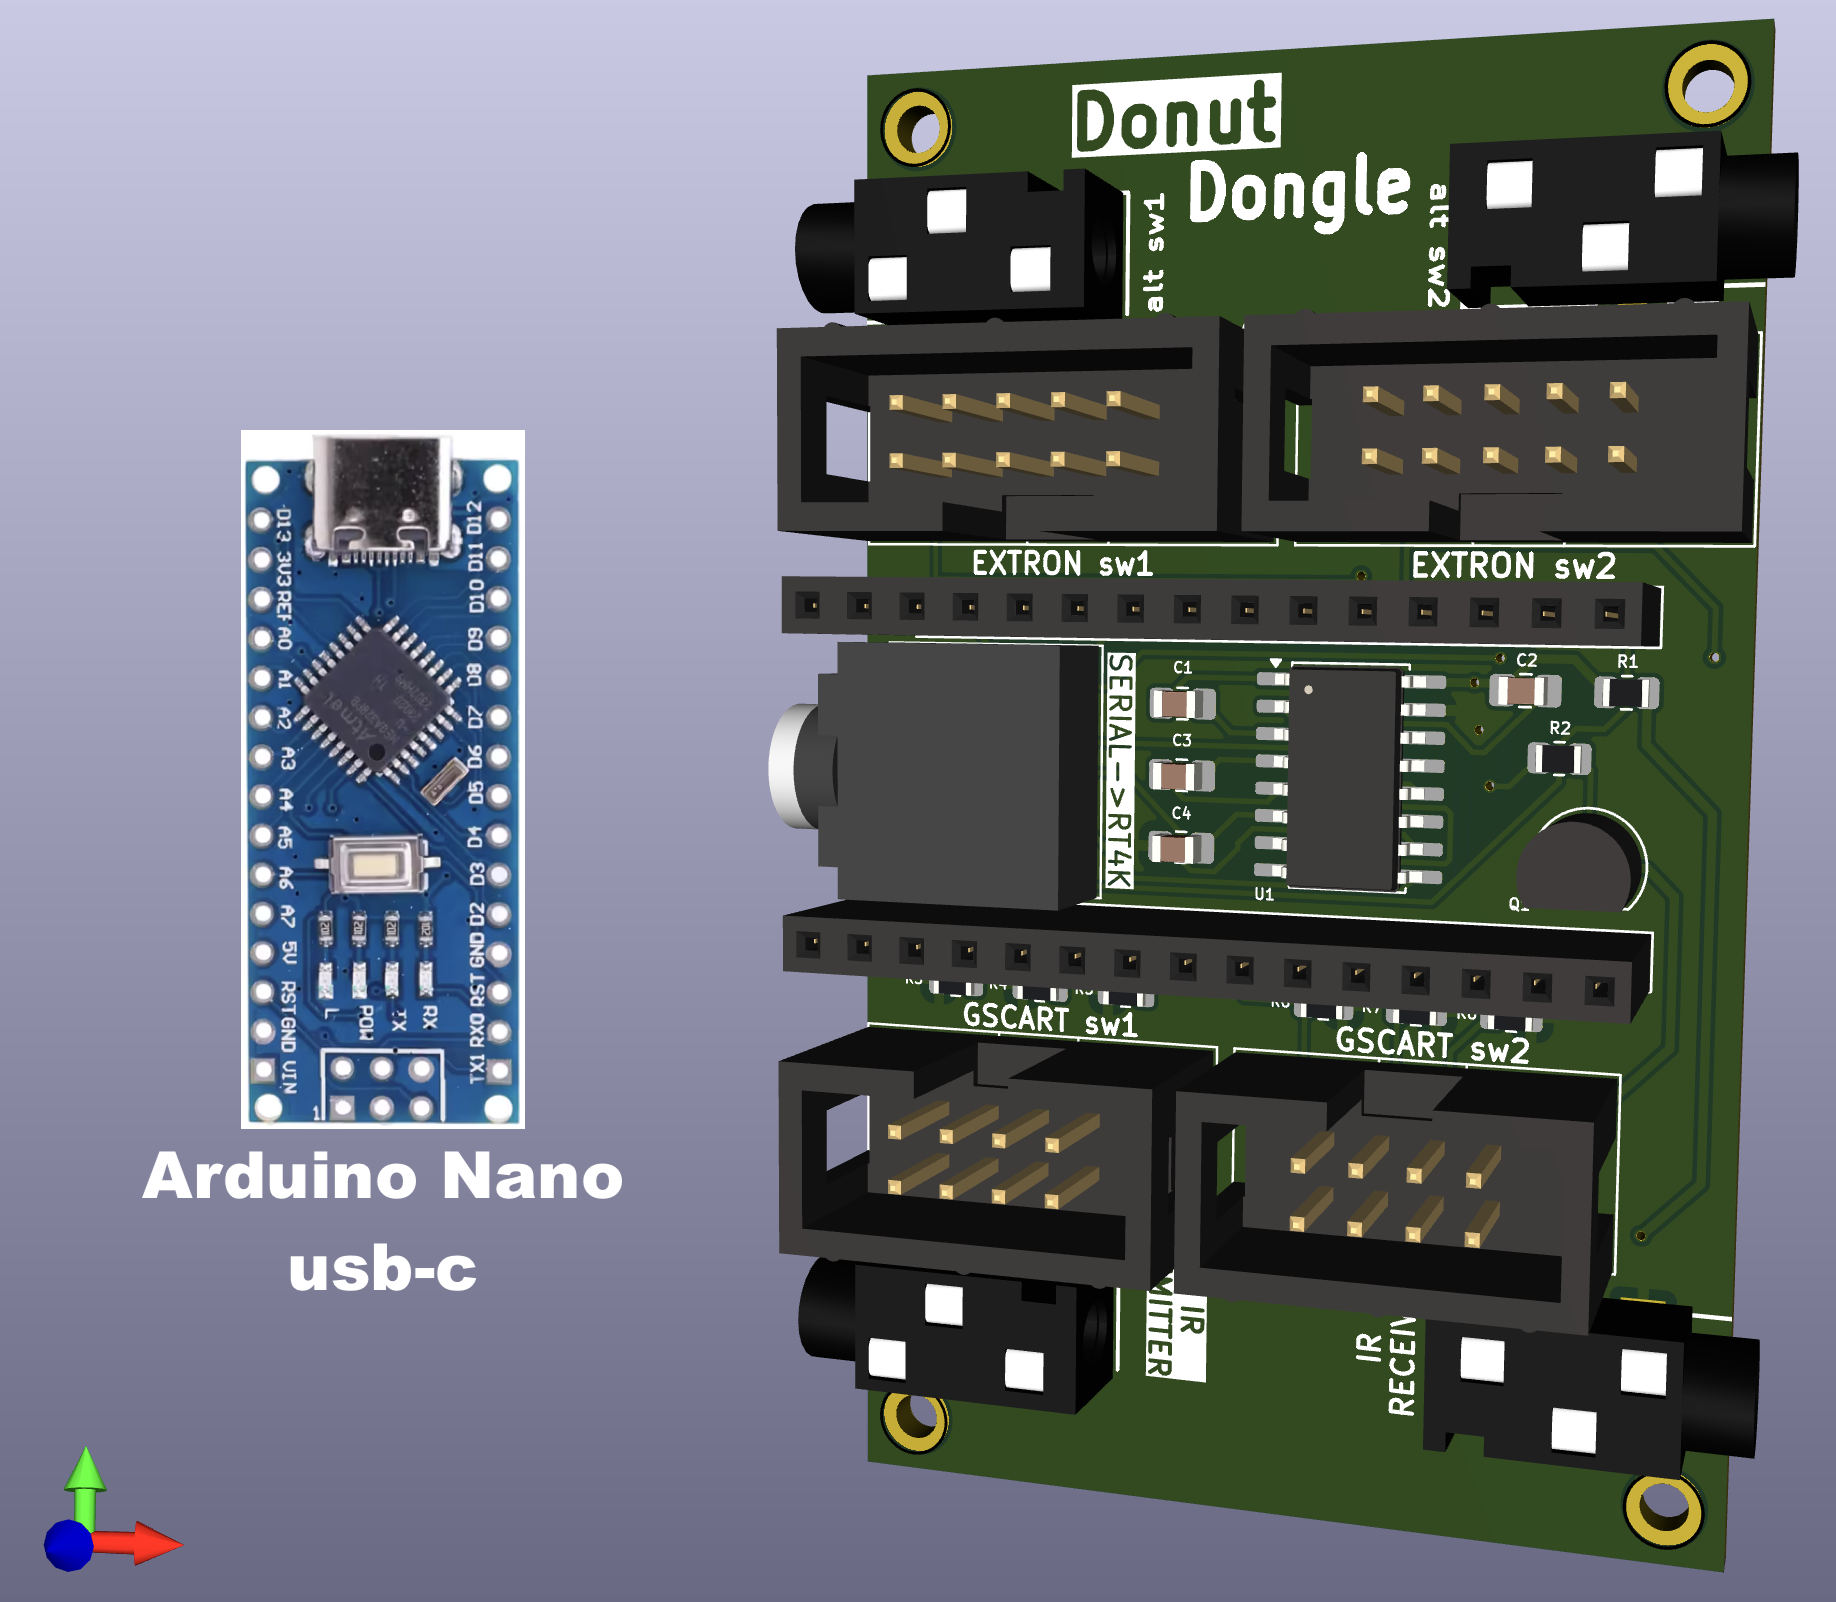 Donut
Dongle
alt sw1
alt sw2
EXTRON sw1
EXTRON sw2
SERIAL->RT4K
C1
C3
C4
U1
C2
R1
R2
GSCART sw1
GSCART sw2
IR
IR
D13
3V3
REF
A0
A1
A2
A3
A4
A5
A6
A7
5V
RST
GND
VIN
D12
D11
D10
D9
D8
D7
D6
D5
D4
D3
D2
GND
RST
RX0
TX1
L
POW
TX
RX
1
Arduino Nano
usb-c